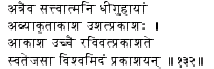 अत्रैव सत्त्वात्मनि धीगुहायां
अव्याकृताकाश उशत्प्रकाशः ।
आकाश उच्चै रविवत्प्रकाशते
स्वतेजसा विश्वमिदं प्रकाशयन् ॥१३२॥